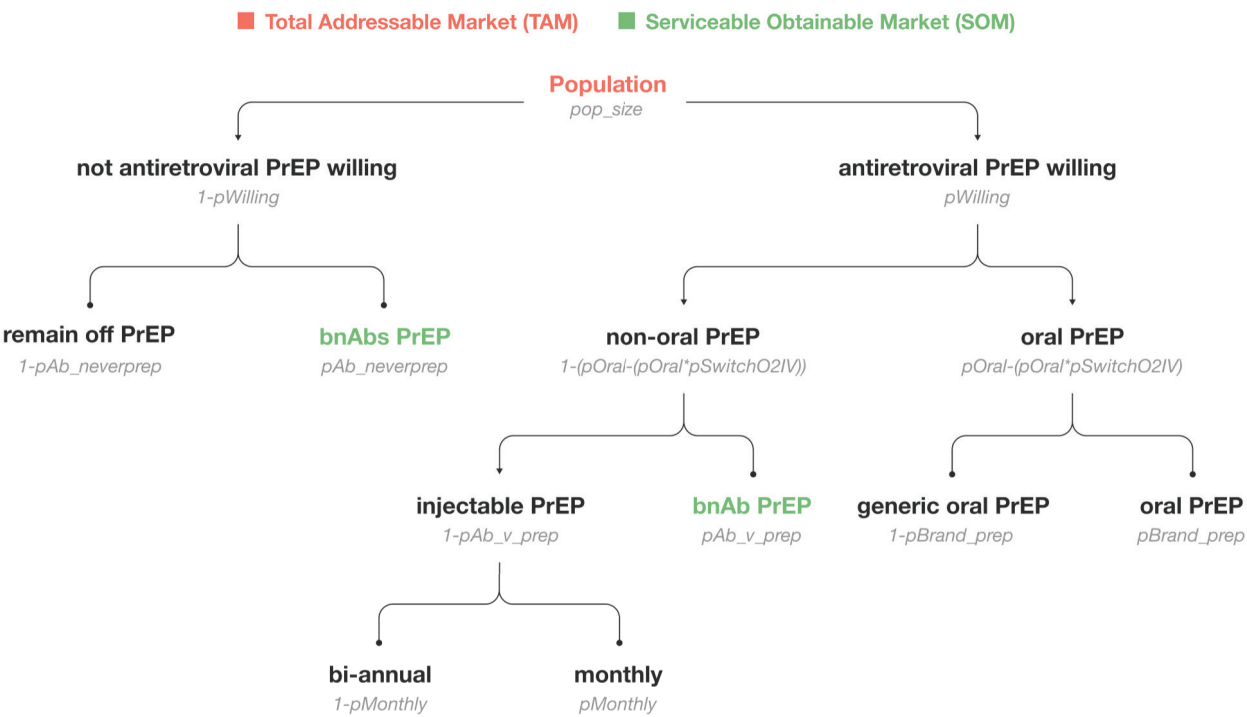 Total Addressable Market (TAM)
Serviceable Obtainable Market (SOM)
Population
pop_size
not antiretroviral PrEP willing
1-pWilling
antiretroviral PrEP willing
pWilling
remain off PrEP
1-pAb_neverprep
bnAbs PrEP
pAb_neverprep
non-oral PrEP
1-(pOral-(pOral*pSwitchO2IV))
oral PrEP
pOral-(pOral*pSwitchO2IV)
injectable PrEP
1-pAb_v_prep
bnAb PrEP
pAb_v_prep
generic oral PrEP
1-pBrand_prep
oral PrEP
pBrand_prep
bi-annual
1-pMonthly
monthly
pMonthly